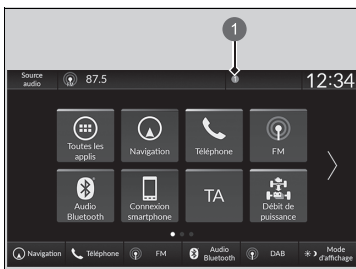 1
Source
audio
87.5
12:34
Toutes les
applis
Navigation
Téléphone
FM
Audio
Bluetooth
Connexion
smartphone
TA
Débit de
puissance
Navigation
Téléphone
FM
Audio
Bluetooth
DAB
Mode
d'affichage